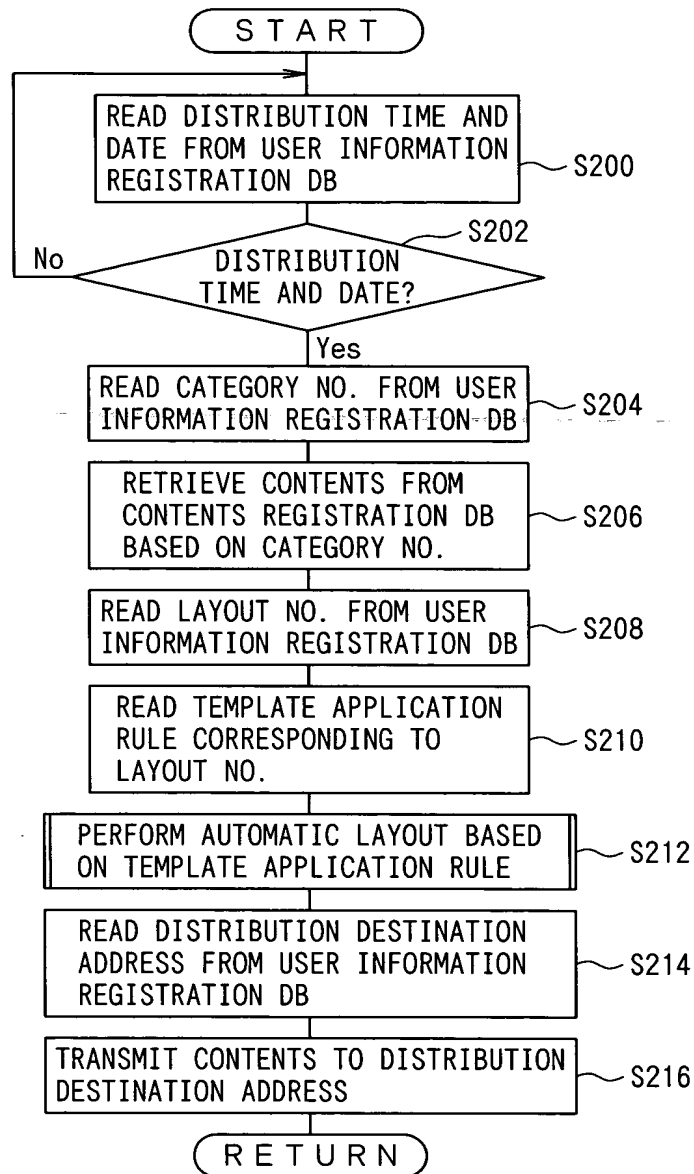 START
READ DISTRIBUTION TIME AND
DATE FROM USER INFORMATION
REGISTRATION DB
S200
S202
No
DISTRIBUTION
TIME AND DATE?
Yes
READ CATEGORY NO. FROM USER
INFORMATION REGISTRATION DB
S204
RETRIEVE CONTENTS FROM
CONTENTS REGISTRATION DB
BASED ON CATEGORY NO.
S206
READ LAYOUT NO. FROM USER
INFORMATION REGISTRATION DB
S208
READ TEMPLATE APPLICATION
RULE CORRESPONDING TO
LAYOUT NO.
S210
PERFORM AUTOMATIC LAYOUT BASED
ON TEMPLATE APPLICATION RULE
S212
READ DISTRIBUTION DESTINATION
ADDRESS FROM USER INFORMATION
REGISTRATION DB
S214
TRANSMIT CONTENTS TO DISTRIBUTION
DESTINATION ADDRESS
S216
RETURN